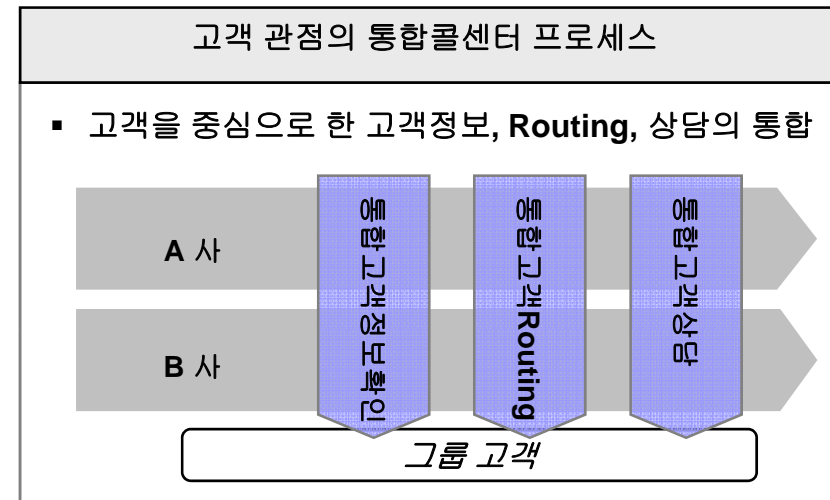 고객 관점의 통합콜센터 프로세스
▪ 고객을 중심으로 한 고객정보, Routing, 상담의 통합
A 사
B 사
통합고객정보확인
통합고객Routing
통합고객상담
그룹 고객